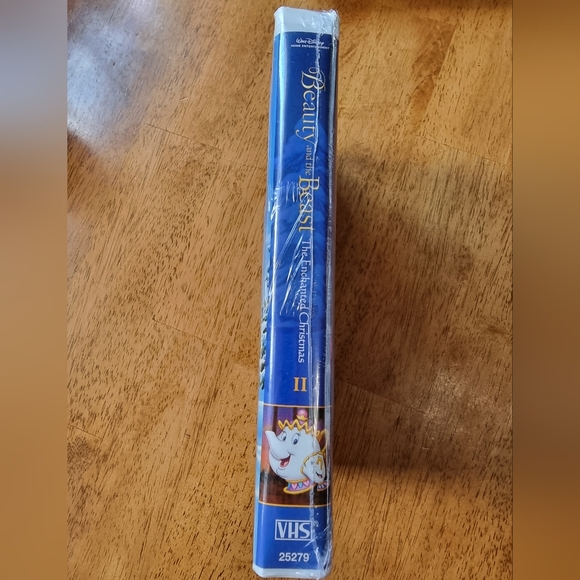 Walt Disney
HOME ENTERTAINMENT
Beauty and the Beast
The Enchanted Christmas
II
VHS
25279